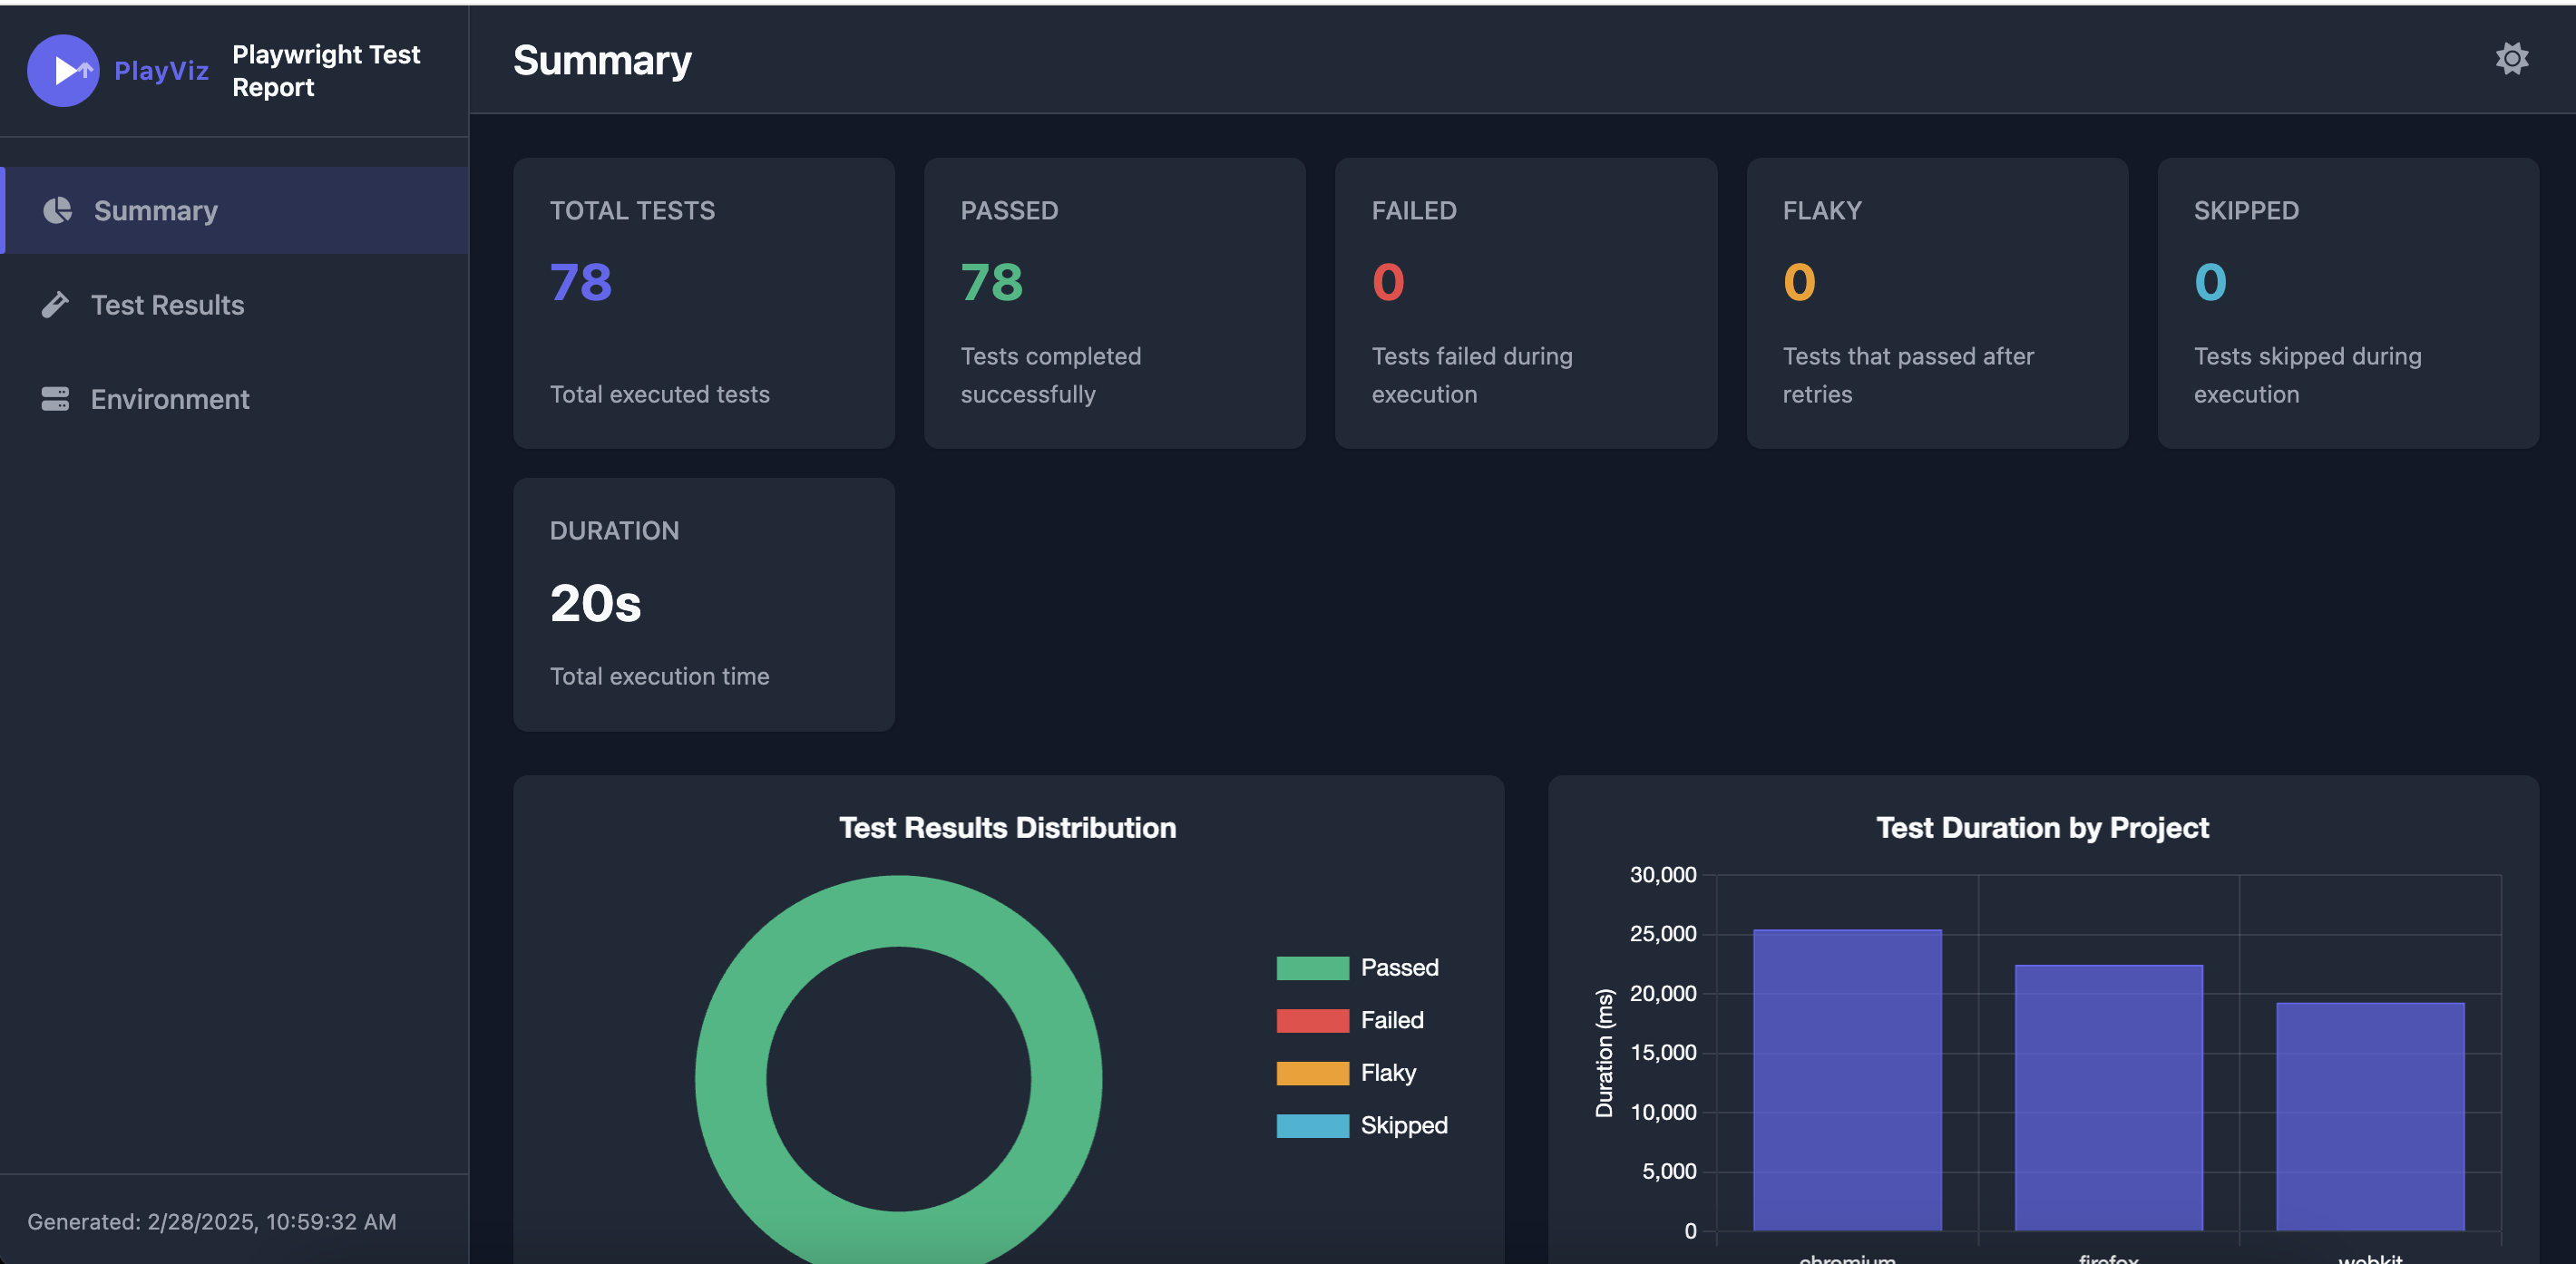 PlayViz
Playwright Test
Report
Summary
Test Results
Environment
Generated: 2/28/2025, 10:59:32 AM
Summary
TOTAL TESTS
78
Total executed tests
PASSED
78
Tests completed
successfully
FAILED
0
Tests failed during
execution
FLAKY
0
Tests that passed after
retries
SKIPPED
0
Tests skipped during
execution
DURATION
20s
Total execution time
Test Results Distribution
Passed
Failed
Flaky
Skipped
Test Duration by Project
Duration (ms)
30,000
25,000
20,000
15,000
10,000
5,000
0
chromium
firefox
webkit